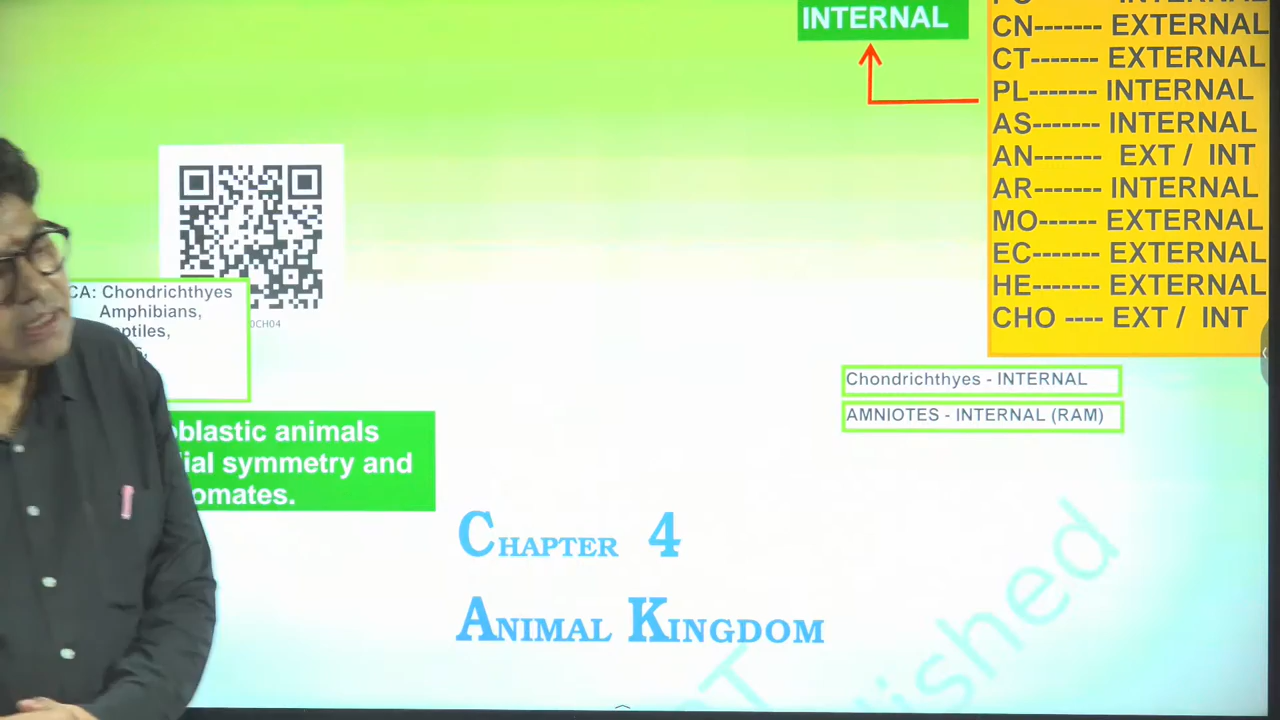 INTERNAL
CN------- EXTERNAL
CT------- EXTERNAL
PL------- INTERNAL
AS------- INTERNAL
AN------- EXT / INT
AR------- INTERNAL
MO------ EXTERNAL
EC------- EXTERNAL
HE------- EXTERNAL
CHO ---- EXT / INT
Chondrichthyes - INTERNAL
AMNIOTES - INTERNAL (RAM)
CA: Chondrichthyes
Amphibians,
eptiles,
0CH04
oblastic animals
ial symmetry and
omates.
CHAPTER 4
ANIMAL KINGDOM